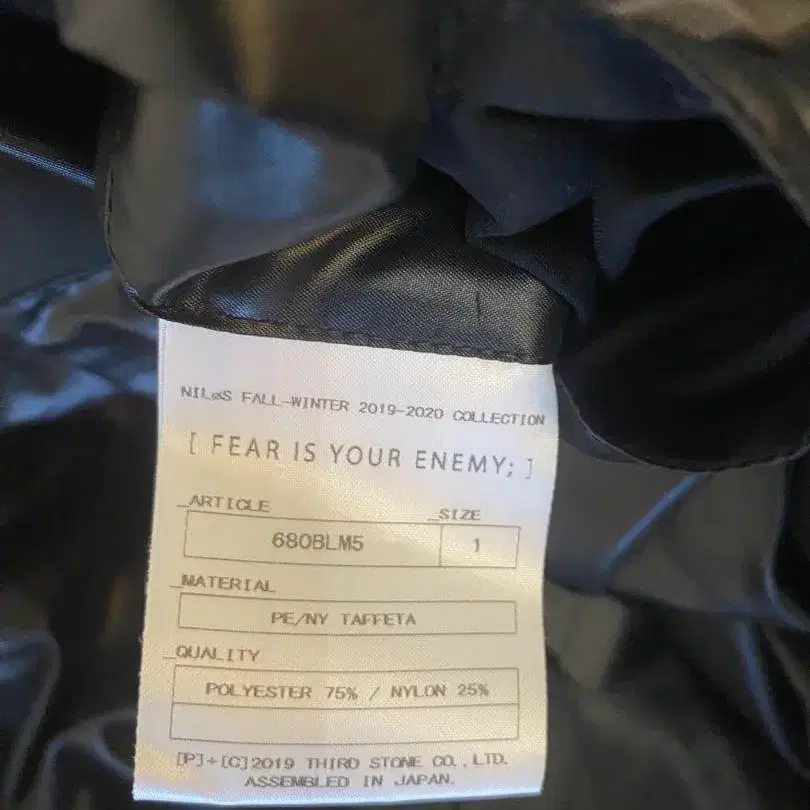 NILøS FALL-WINTER 2019-2020 COLLECTION
[ FEAR IS YOUR ENEMY; ]
_ARTICLE _SIZE
680BLM5 1
_MATERIAL
PE/NY TAFFETA
_QUALITY
POLYESTER 75% / NYLON 25%
[P]+[C]2019 THIRD STONE CO.,LTD.
ASSEMBLED IN JAPAN.